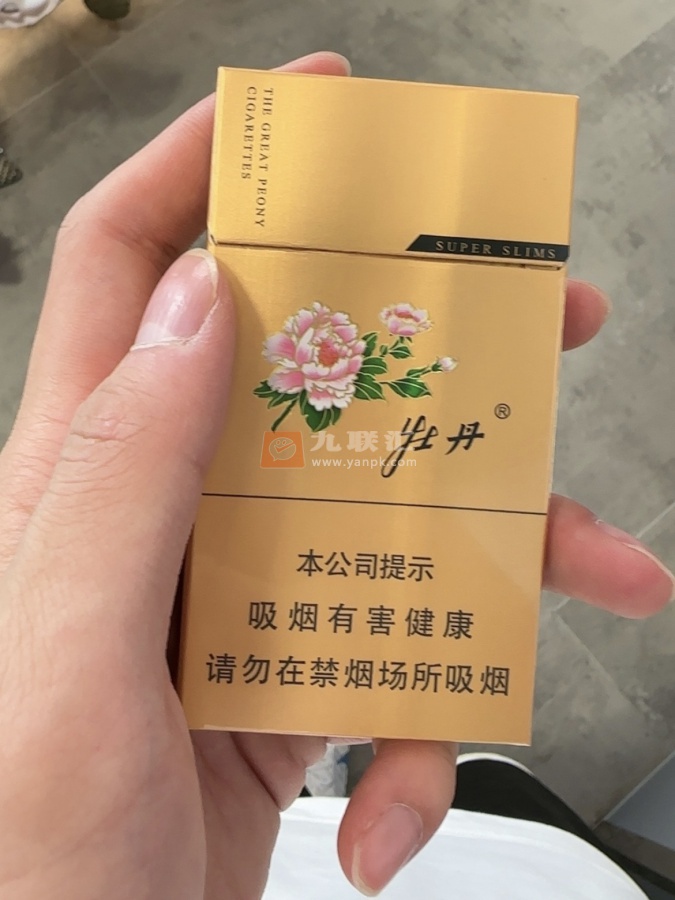 THE GREAT PEONY
CIGARETTES
SUPER SLIMS
牡丹®
九联汇
www.yanpk.com
本公司提示
吸烟有害健康
请勿在禁烟场所吸烟